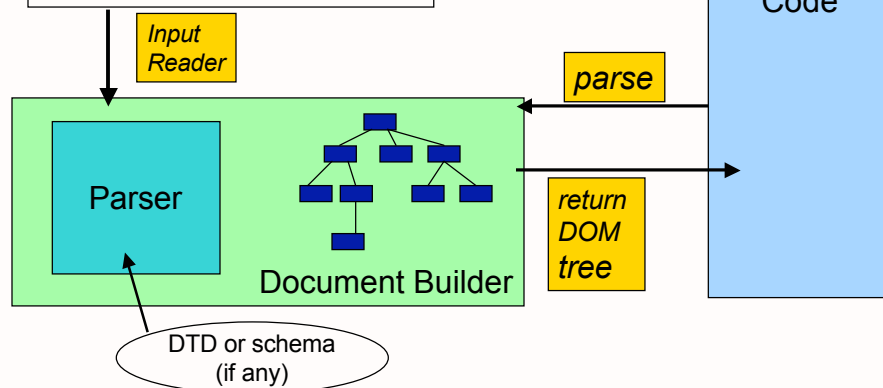 Code
Input
Reader
parse
Parser
return
DOM
tree
Document Builder
DTD or schema
(if any)